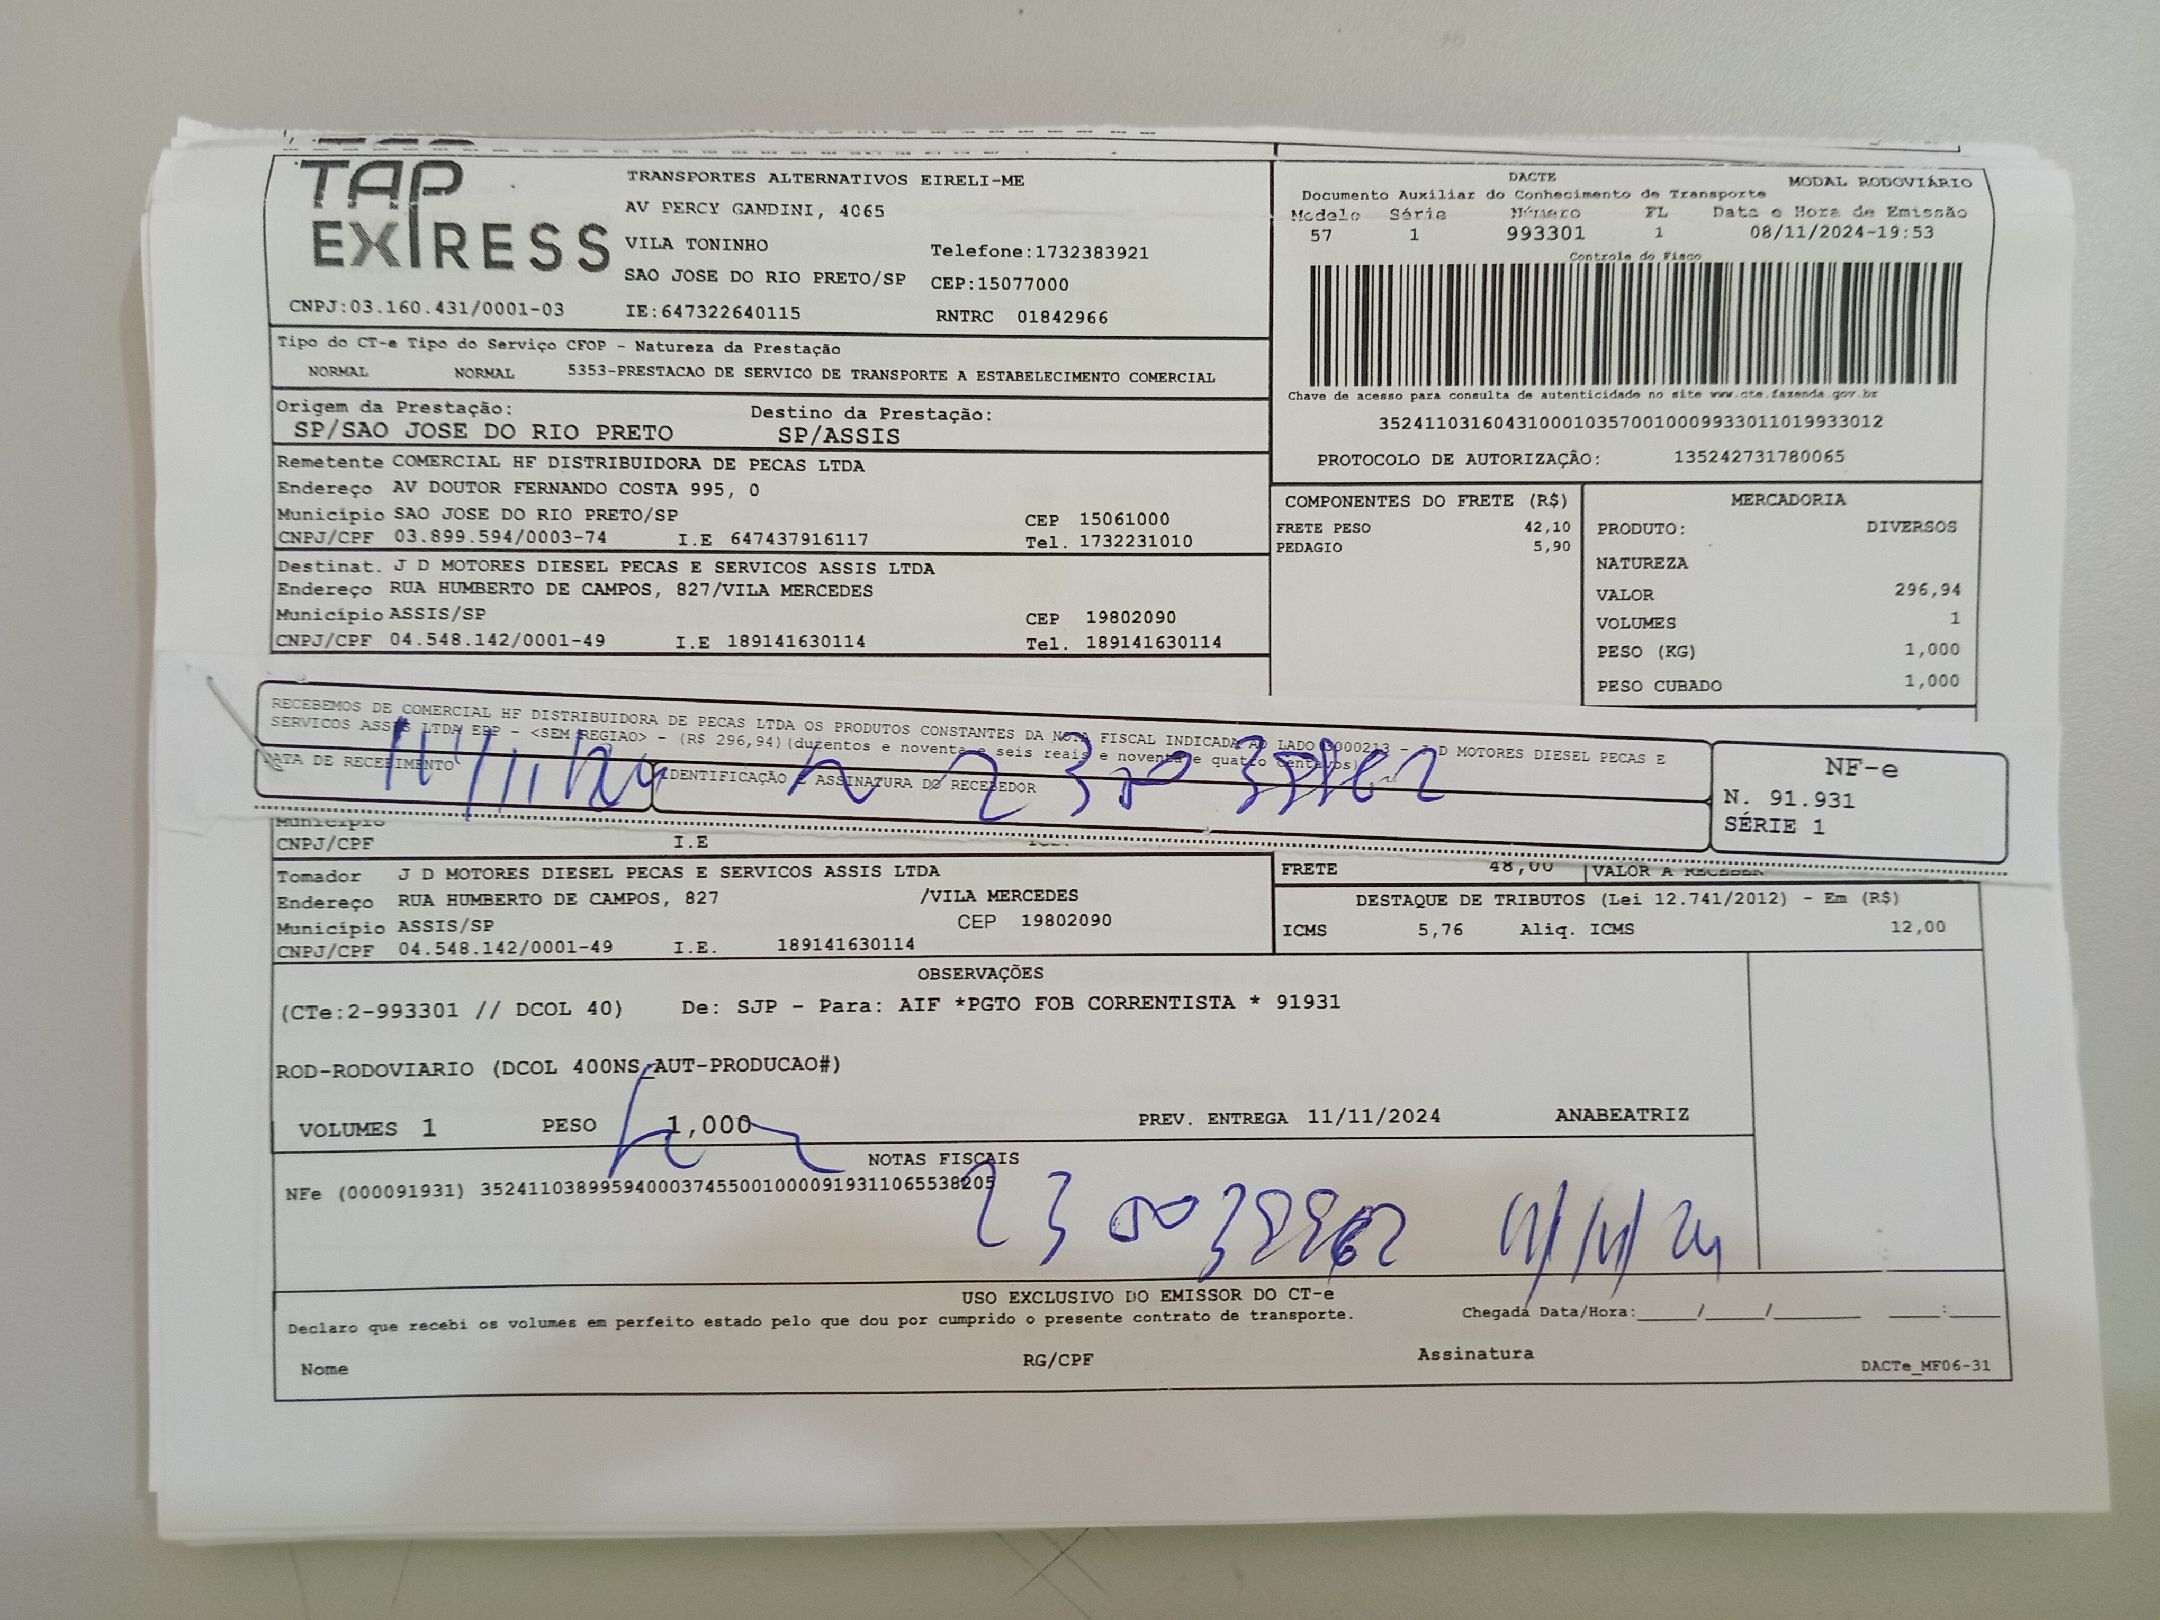 TAP
EXPRESS
TRANSPORTES ALTERNATIVOS EIRELI-ME
AV PERCY GANDINI, 4065
VILA TONINHO
Telefone:1732383921
SAO JOSE DO RIO PRETO/SP CEP:15077000
CNPJ:03.160.431/0001-03 IE:647322640115 RNTRC 01842966
DACTE MODAL RODOVIÁRIO
Documento Auxiliar do Conhecimento de Transporte
Modelo Série Número FL Data e Hora de Emissão
57 1 993301 1 08/11/2024-19:53
Controle do Fisco
Chave de acesso para consulta de autenticidade no site www.cte.fazenda.gov.br
35241103160431000103570010009933011019933012
PROTOCOLO DE AUTORIZAÇÃO: 135242731780065
Tipo do CT-e Tipo do Serviço CFOP - Natureza da Prestação
NORMAL NORMAL 5353-PRESTACAO DE SERVICO DE TRANSPORTE A ESTABELECIMENTO COMERCIAL
Origem da Prestação: Destino da Prestação:
SP/SAO JOSE DO RIO PRETO SP/ASSIS
Remetente COMERCIAL HF DISTRIBUIDORA DE PECAS LTDA
Endereço AV DOUTOR FERNANDO COSTA 995, 0
Município SAO JOSE DO RIO PRETO/SP CEP 15061000
CNPJ/CPF 03.899.594/0003-74 I.E 647437916117 Tel. 1732231010
Destinat. J D MOTORES DIESEL PECAS E SERVICOS ASSIS LTDA
Endereço RUA HUMBERTO DE CAMPOS, 827/VILA MERCEDES
Município ASSIS/SP CEP 19802090
CNPJ/CPF 04.548.142/0001-49 I.E 189141630114 Tel. 189141630114
COMPONENTES DO FRETE (R$)
FRETE PESO 42,10
PEDAGIO 5,90
MERCADORIA
PRODUTO: DIVERSOS
NATUREZA
VALOR 296,94
VOLUMES 1
PESO (KG) 1,000
PESO CUBADO 1,000
RECEBEMOS DE COMERCIAL HF DISTRIBUIDORA DE PECAS LTDA OS PRODUTOS CONSTANTES DA NOTA FISCAL INDICADA AO LADO 0000213 - J D MOTORES DIESEL PECAS E
SERVICOS ASSIS LTDA EPP - <SEM REGIAO> - (R$ 296,94)(duzentos e noventa e seis reais e noventa e quatro centavos)
DATA DE RECEBIMENTO IDENTIFICAÇÃO E ASSINATURA DO RECEBEDOR
11/11/24
NF-e
N. 91.931
SÉRIE 1
Município
CNPJ/CPF I.E
Tomador J D MOTORES DIESEL PECAS E SERVICOS ASSIS LTDA
Endereço RUA HUMBERTO DE CAMPOS, 827 /VILA MERCEDES
Município ASSIS/SP CEP 19802090
CNPJ/CPF 04.548.142/0001-49 I.E. 189141630114
FRETE 48,00 VALOR A RECEBER
DESTAQUE DE TRIBUTOS (Lei 12.741/2012) - Em (R$)
ICMS 5,76 Aliq. ICMS 12,00
OBSERVAÇÕES
(CTe:2-993301 // DCOL 40) De: SJP - Para: AIF *PGTO FOB CORRENTISTA * 91931
ROD-RODOVIARIO (DCOL 400NS_AUT-PRODUCAO#)
VOLUMES 1 PESO 1,000 PREV. ENTREGA 11/11/2024 ANABEATRIZ
NOTAS FISCAIS
NFe (000091931) 35241103899594000374550010000919311065538205
11/11/24
USO EXCLUSIVO DO EMISSOR DO CT-e
Declaro que recebi os volumes em perfeito estado pelo que dou por cumprido o presente contrato de transporte. Chegada Data/Hora:_____/_____/_______ ____:____
Nome RG/CPF Assinatura
DACTe_MF06-31